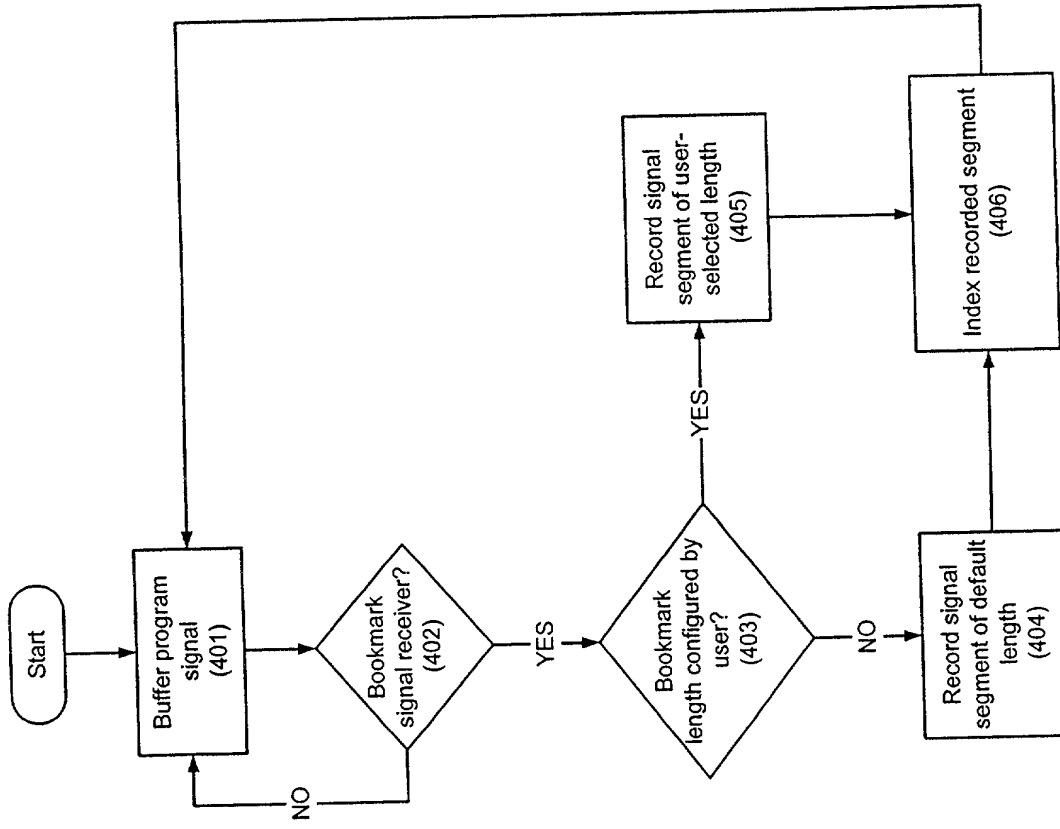 Start
Buffer program
signal
(401)
NO
Bookmark
signal receiver?
(402)
YES
Bookmark
length configured by
user?
(403)
YES
Record signal
segment of user-
selected length
(405)
NO
Record signal
segment of default
length
(404)
Index recorded segment
(406)